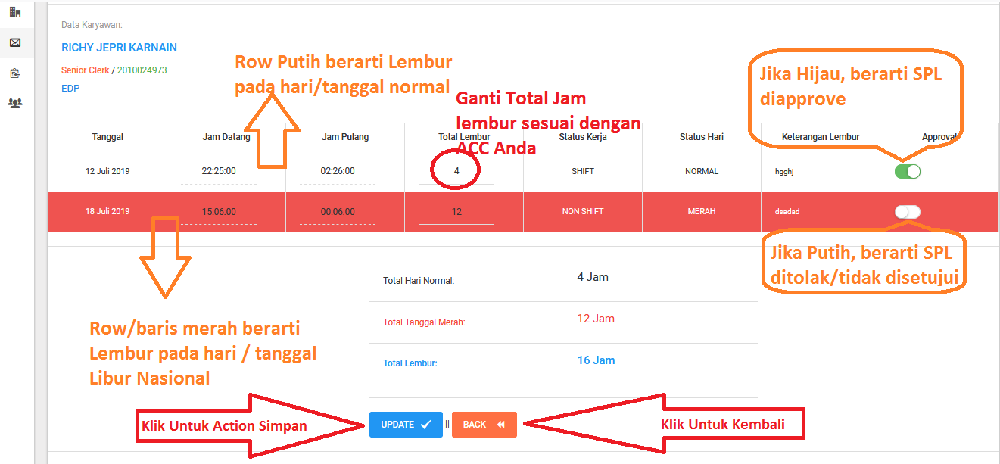 Data Karyawan:
RICHY JEPRI KARNAIN
Senior Clerk / 2010024973
EDP
Row Putih berarti Lembur
pada hari/tanggal normal
Ganti Total Jam
lembur sesuai dengan
ACC Anda
Jika Hijau, berarti SPL
diapprove
Tanggal Jam Datang Jam Pulang Total Lembur Status Kerja Status Hari Keterangan Lembur Approval
12 Juli 2019 22:25:00 02:26:00 4 SHIFT NORMAL hgghj
18 Juli 2019 15:06:00 00:06:00 12 NON SHIFT MERAH dsadad
Jika Putih, berarti SPL
ditolak/tidak disetujui
Total Hari Normal: 4 Jam
Total Tanggal Merah: 12 Jam
Total Lembur: 16 Jam
Row/baris merah berarti
Lembur pada hari / tanggal
Libur Nasional
Klik Untuk Action Simpan
UPDATE || BACK
Klik Untuk Kembali